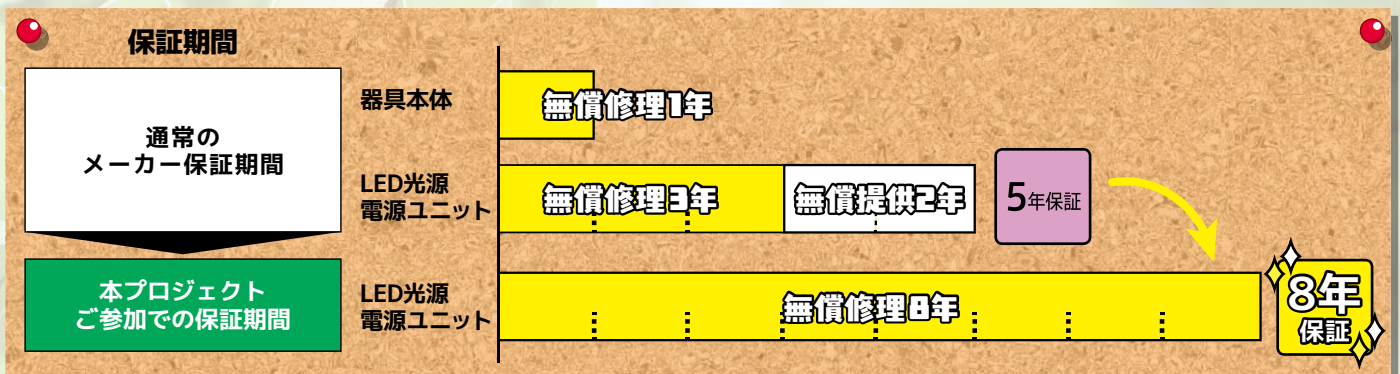 保証期間
通常の
メーカー保証期間
器具本体
無償修理1年
LED光源
電源ユニット
無償修理3年
無償提供2年
5年保証
本プロジェクト
ご参加での保証期間
LED光源
電源ユニット
無償修理8年
8年
保証